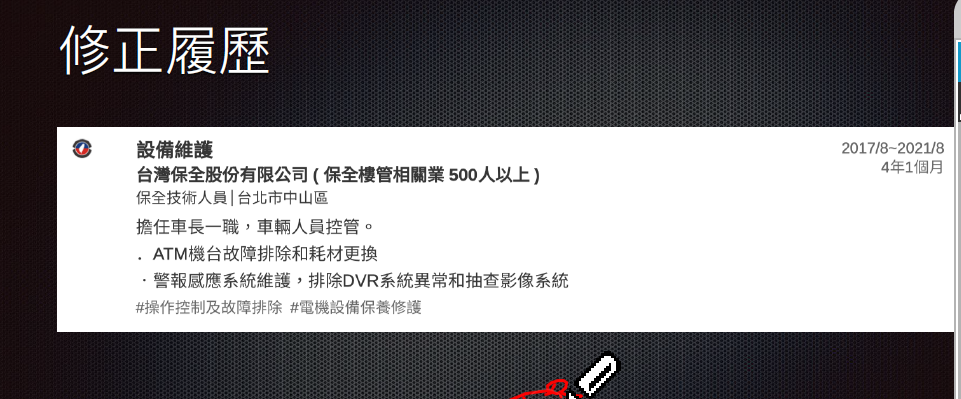 修正履歷
設備維護
2017/8~2021/8
台灣保全股份有限公司 ( 保全樓管相關業 500人以上 )
4年1個月
保全技術人員│台北市中山區
擔任車長一職，車輛人員控管。
．ATM機台故障排除和耗材更換
．警報感應系統維護，排除DVR系統異常和抽查影像系統
#操作控制及故障排除 #電機設備保養修護